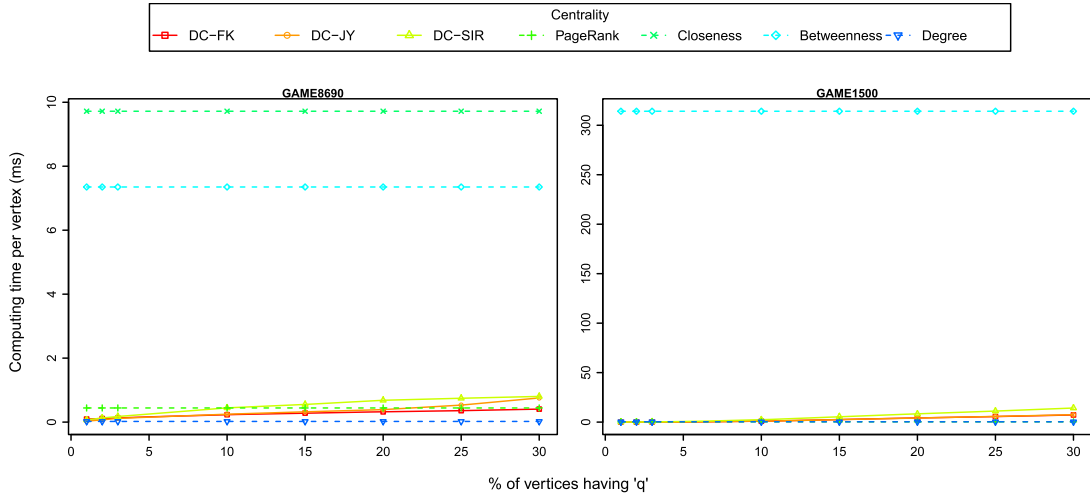 Centrality
DC−FK DC−JY DC−SIR PageRank Closeness Betweenness Degree
GAME8690
GAME1500
Computing time per vertex (ms)
0 2 4 6 8 10
0 5 10 15 20 25 30
0 50 100 150 200 250 300
0 5 10 15 20 25 30
% of vertices having 'q'